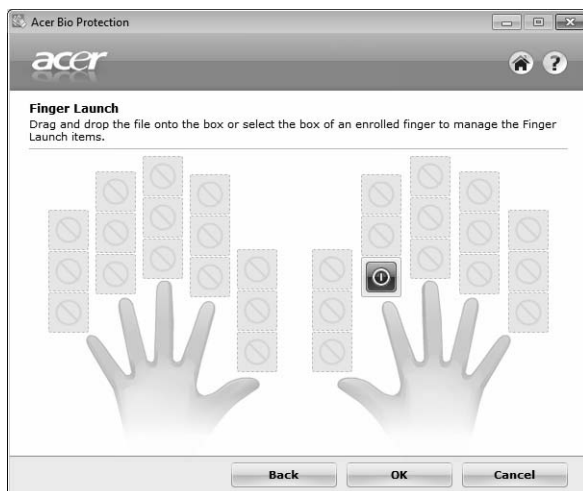 Acer Bio Protection
acer
Finger Launch
Drag and drop the file onto the box or select the box of an enrolled finger to manage the Finger
Launch items.
Back
OK
Cancel